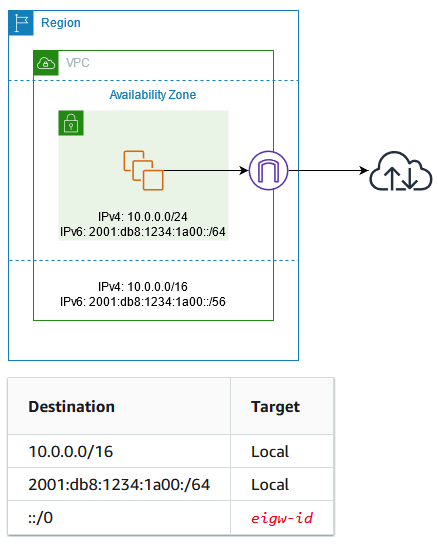 Region
VPC
Availability Zone
IPv4: 10.0.0.0/24
IPv6: 2001:db8:1234:1a00::/64
IPv4: 10.0.0.0/16
IPv6: 2001:db8:1234:1a00::/56
Destination Target
10.0.0.0/16 Local
2001:db8:1234:1a00:/64 Local
::/0 eigw-id